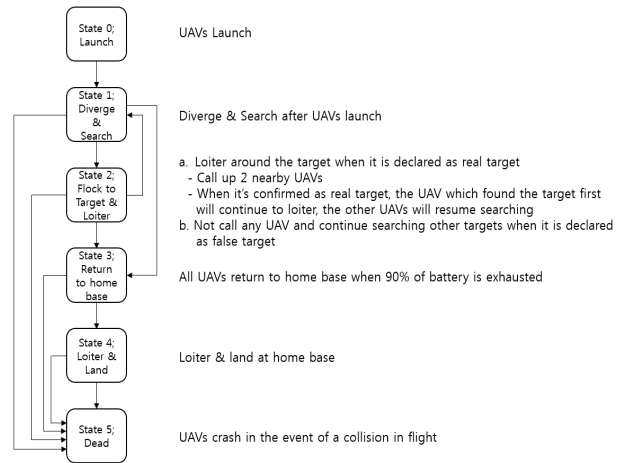 State 0;
Launch
UAVs Launch
State 1;
Diverge
&
Search
Diverge & Search after UAVs launch
State 2;
Flock to
Target &
Loiter
a. Loiter around the target when it is declared as real target
- Call up 2 nearby UAVs
- When it's confirmed as real target, the UAV which found the target first
will continue to loiter, the other UAVs will resume searching
b. Not call any UAV and continue searching other targets when it is declared
as false target
State 3;
Return
to home
base
All UAVs return to home base when 90% of battery is exhausted
State 4;
Loiter &
Land
Loiter & land at home base
State 5;
Dead
UAVs crash in the event of a collision in flight